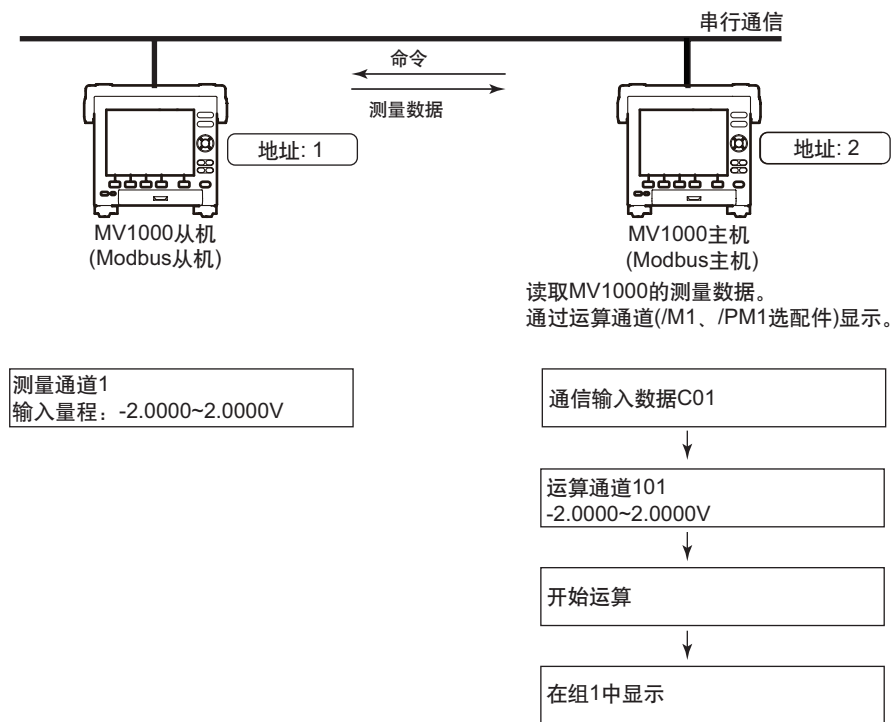 串行通信
命令
测量数据
地址: 1
地址: 2
MV1000从机
(Modbus从机)
MV1000主机
(Modbus主机)
读取MV1000的测量数据。
通过运算通道(/M1、/PM1选配件)显示。
测量通道1
输入量程：-2.0000~2.0000V
通信输入数据C01
运算通道101
-2.0000~2.0000V
开始运算
在组1中显示